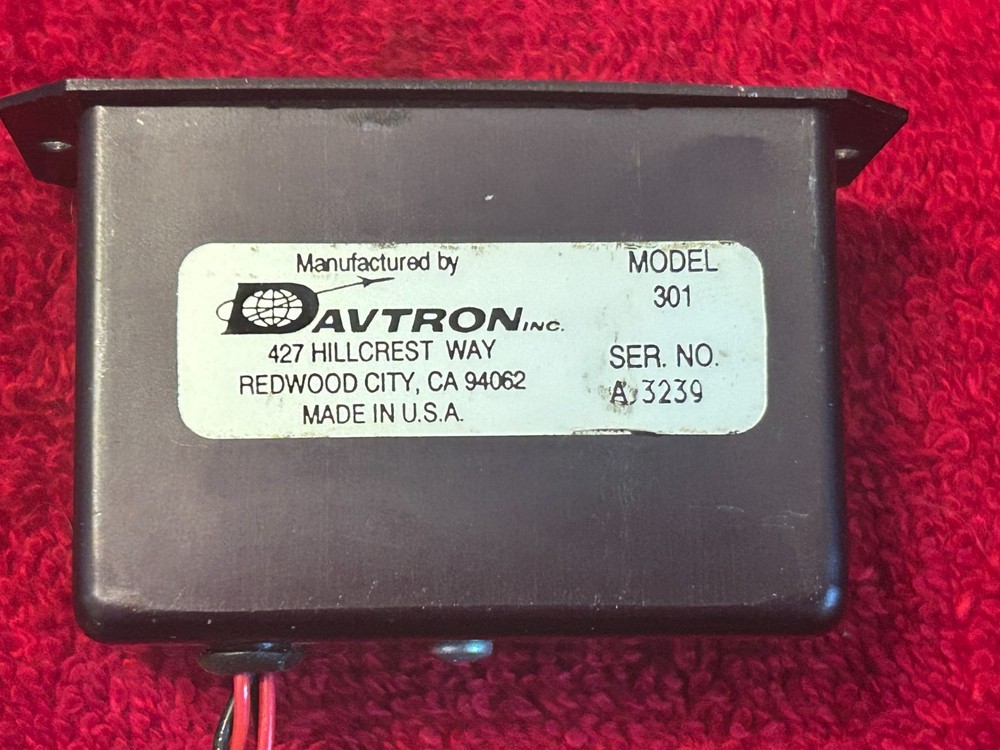 Manufactured by
DAVTRON INC.
427 HILLCREST WAY
REDWOOD CITY, CA 94062
MADE IN U.S.A.
MODEL
301
SER. NO.
A 3239